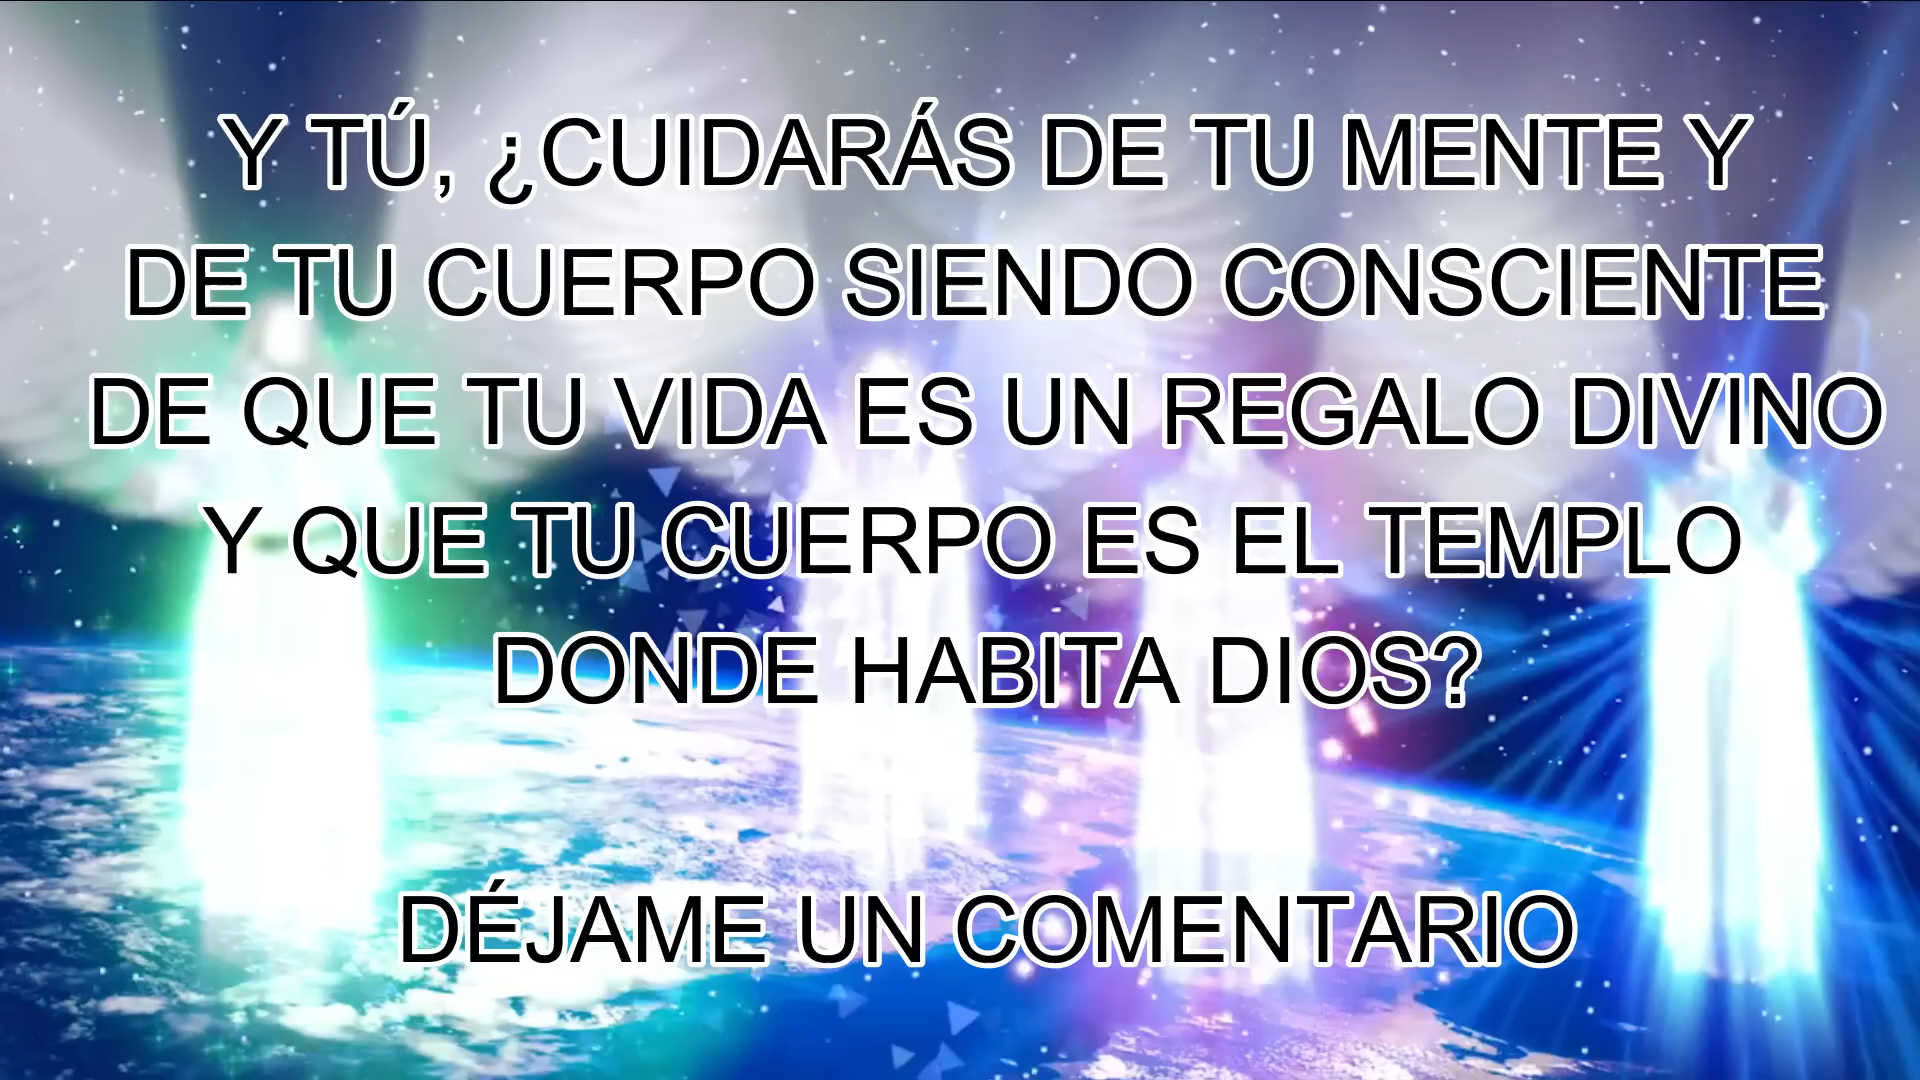 Y TÚ, ¿CUIDARÁS DE TU MENTE Y
DE TU CUERPO SIENDO CONSCIENTE
DE QUE TU VIDA ES UN REGALO DIVINO
Y QUE TU CUERPO ES EL TEMPLO
DONDE HABITA DIOS?
DÉJAME UN COMENTARIO